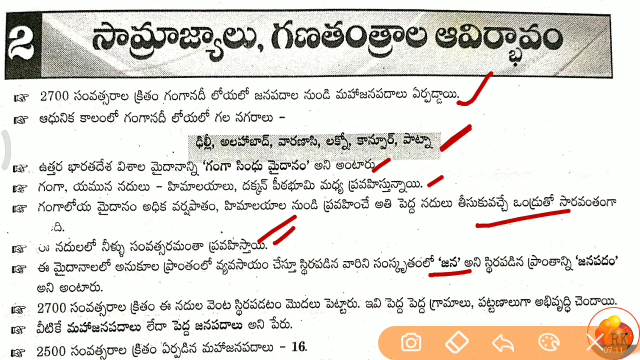 2 సామ్రాజ్యాలు, గణతంత్రాల ఆవిర్భావం
2700 సంవత్సరాల క్రితం గంగానదీ లోయలో జనపదాల నుండి మహాజనపదాలు ఏర్పడ్డాయి.
ఆధునిక కాలంలో గంగానదీ లోయలో గల నగరాలు –
ఢిల్లీ, అలహాబాద్, వారణాసి, లక్నో, కాన్పూర్, పాట్నా
ఉత్తర భారతదేశ విశాల మైదానాన్ని 'గంగా సింధు మైదానం' అని అంటారు.
గంగా, యమున నదులు – హిమాలయాలు, దక్కన్ పీఠభూమి మధ్య ప్రవహిస్తున్నాయి.
గంగాలోయ మైదానం అధిక వర్షపాతం, హిమాలయాల నుండి ప్రవహించే అతి పెద్ద నదులు తీసుకువచ్చే ఒండ్రుతో సారవంతంగా
ది.
ఈ నదులలో నీళ్ళు సంవత్సరమంతా ప్రవహిస్తాయి.
ఈ మైదానాలలో అనుకూల ప్రాంతంలో వ్యవసాయం చేస్తూ స్థిరపడిన వారిని సంస్కృతంలో 'జన' అని స్థిరపడిన ప్రాంతాన్ని 'జనపదం'
అని అంటారు.
2700 సంవత్సరాల క్రితం ఈ నదుల వెంట స్థిరపడటం మొదలు పెట్టారు. ఇవి పెద్ద పెద్ద గ్రామాలు, పట్టణాలుగా అభివృద్ధి చెందాయి.
వీటికే మహాజనపదాలు లేదా పెద్ద జనపదాలు అని పేరు.
2500 సంవత్సరాల క్రితం ఏర్పడిన మహాజనపదాలు – 16.
RK